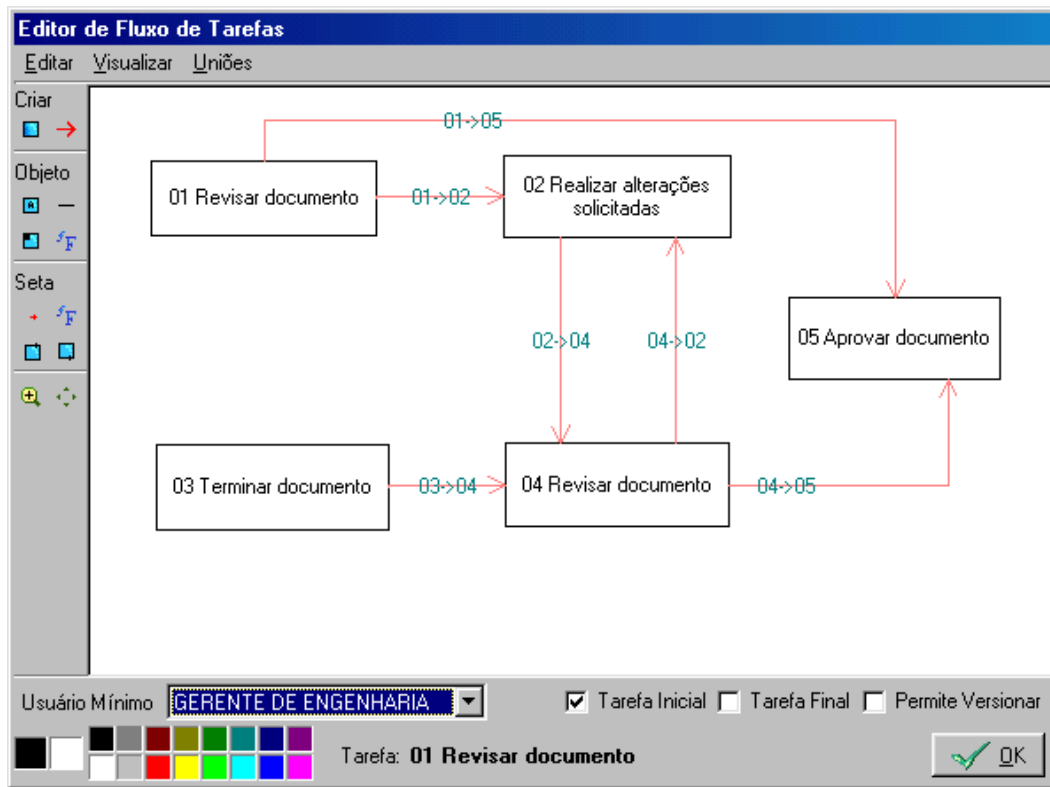 Editor de Fluxo de Tarefas
Editar Visualizar Uniões
Criar
01->05
Objeto
01 Revisar documento
01->02
02 Realizar alterações
solicitadas
A
F
Seta
F
02->04
04->02
05 Aprovar documento
03 Terminar documento
03->04
04 Revisar documento
04->05
Usuário Mínimo GERENTE DE ENGENHARIA Tarefa Inicial Tarefa Final Permite Versionar
Tarefa: 01 Revisar documento
OK